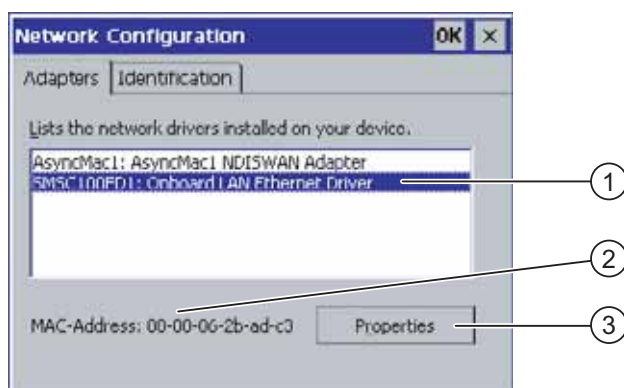 Network Configuration OK ×
Adapters Identification
Lists the network drivers installed on your device.
AsyncMac1: AsyncMac1 NDISWAN Adapter
SMSC100FD1: Onboard LAN Ethernet Driver
1
2
MAC-Address: 00-00-06-2b-ad-c3 Properties
3